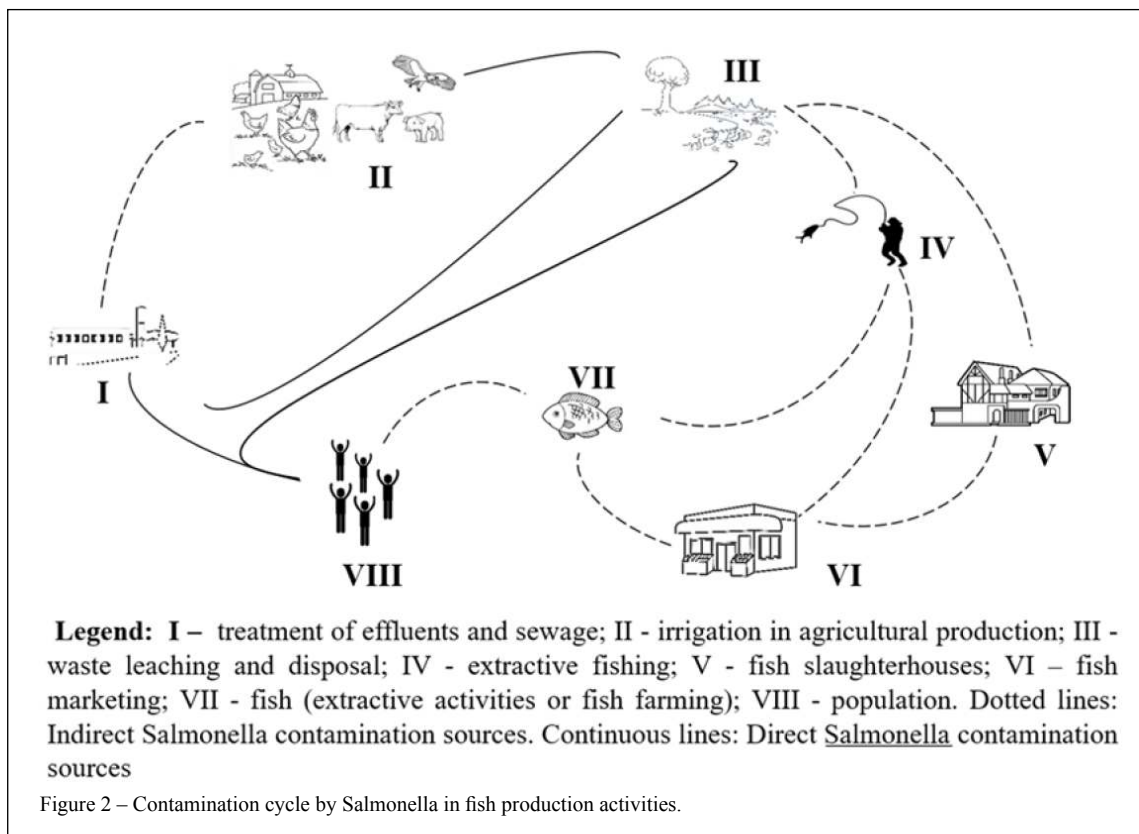 III
II
IV
I
VII
V
VIII
VI
Legend: I – treatment of effluents and sewage; II - irrigation in agricultural production; III -
waste leaching and disposal; IV - extractive fishing; V - fish slaughterhouses; VI – fish
marketing; VII - fish (extractive activities or fish farming); VIII - population. Dotted lines:
Indirect Salmonella contamination sources. Continuous lines: Direct Salmonella contamination
sources
Figure 2 – Contamination cycle by Salmonella in fish production activities.